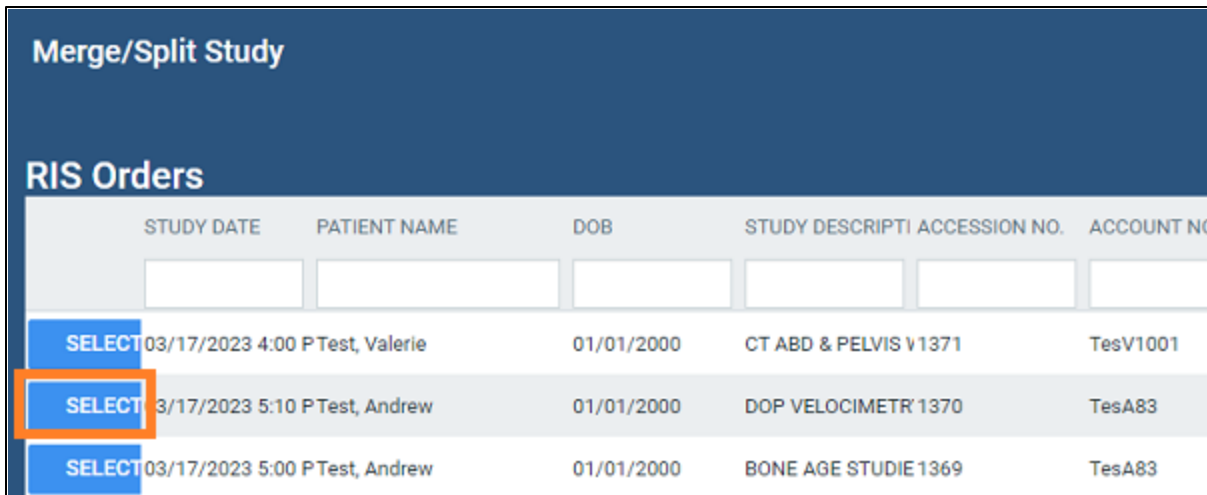 Merge/Split Study
RIS Orders
STUDY DATE PATIENT NAME DOB STUDY DESCRIPTI ACCESSION NO. ACCOUNT NO
SELECT 03/17/2023 4:00 P Test, Valerie 01/01/2000 CT ABD & PELVIS V 1371 TesV1001
SELECT 3/17/2023 5:10 P Test, Andrew 01/01/2000 DOP VELOCIMETR 1370 TesA83
SELECT 03/17/2023 5:00 P Test, Andrew 01/01/2000 BONE AGE STUDIE 1369 TesA83